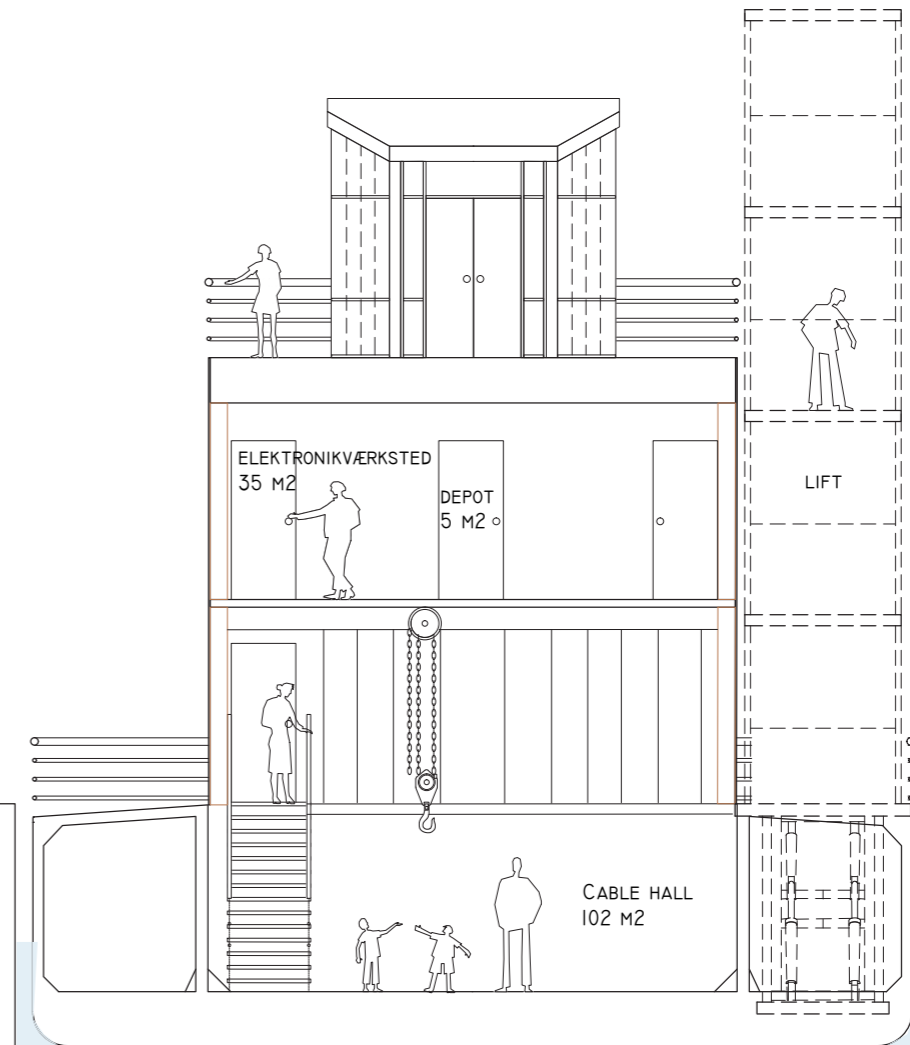 ELEKTRONIKVÆRKSTED
35 M2
DEPOT
5 M2
LIFT
CABLE HALL
102 M2